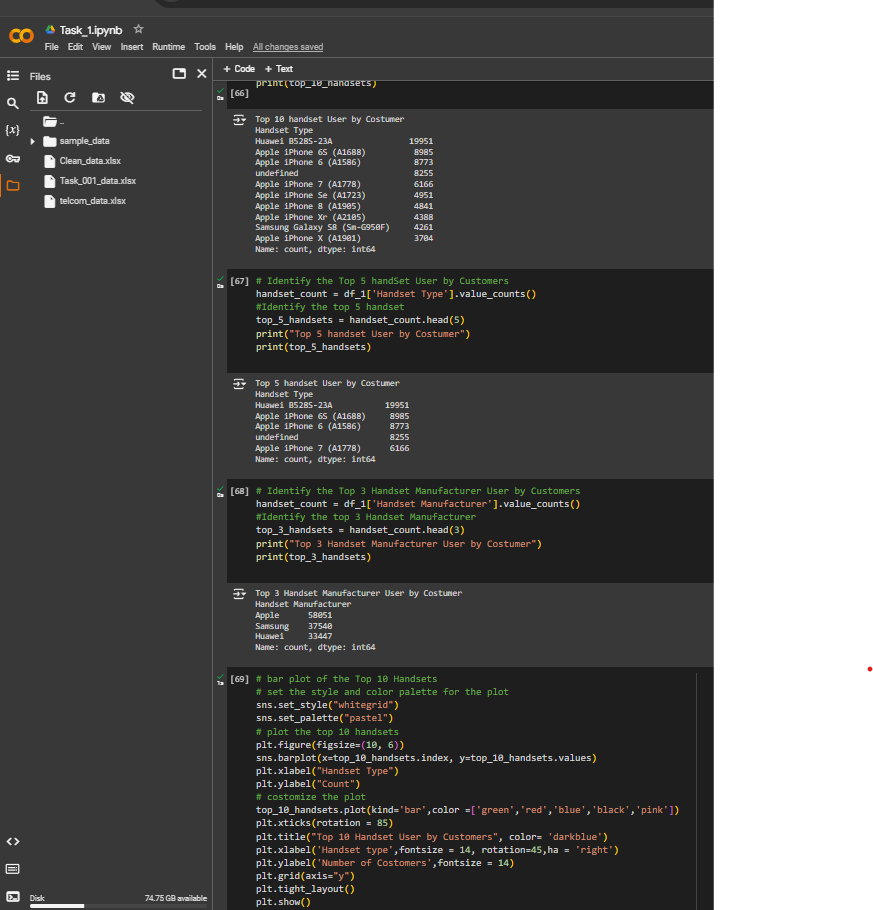 Task_1.ipynb
File Edit View Insert Runtime Tools Help All changes saved
Files
+ Code + Text
..
sample_data
Clean_data.xlsx
Task_001_data.xlsx
telcom_data.xlsx
{x}
print(top_10_handsets)
[66]
Top 10 handset User by Costumer
Handset Type
Huawei B528S-23A 19951
Apple iPhone 6S (A1688) 8985
Apple iPhone 6 (A1586) 8773
undefined 8255
Apple iPhone 7 (A1778) 6166
Apple iPhone Se (A1723) 4951
Apple iPhone 8 (A1905) 4841
Apple iPhone Xr (A2105) 4388
Samsung Galaxy S8 (Sm-G950F) 4261
Apple iPhone X (A1901) 3704
Name: count, dtype: int64
[67] # Identify the Top 5 handSet User by Customers
handset_count = df_1['Handset Type'].value_counts()
#Identify the top 5 handset
top_5_handsets = handset_count.head(5)
print("Top 5 handset User by Costumer")
print(top_5_handsets)
Top 5 handset User by Costumer
Handset Type
Huawei B528S-23A 19951
Apple iPhone 6S (A1688) 8985
Apple iPhone 6 (A1586) 8773
undefined 8255
Apple iPhone 7 (A1778) 6166
Name: count, dtype: int64
[68] # Identify the Top 3 Handset Manufacturer User by Customers
handset_count = df_1['Handset Manufacturer'].value_counts()
#Identify the top 3 Handset Manufacturer
top_3_handsets = handset_count.head(3)
print("Top 3 Handset Manufacturer User by Costumer")
print(top_3_handsets)
Top 3 Handset Manufacturer User by Costumer
Handset Manufacturer
Apple 58051
Samsung 37540
Huawei 33447
Name: count, dtype: int64
[69] # bar plot of the Top 10 Handsets
# set the style and color palette for the plot
sns.set_style("whitegrid")
sns.set_palette("pastel")
# plot the top 10 handsets
plt.figure(figsize=(10, 6))
sns.barplot(x=top_10_handsets.index, y=top_10_handsets.values)
plt.xlabel("Handset Type")
plt.ylabel("Count")
# costomize the plot
top_10_handsets.plot(kind='bar',color =['green','red','blue','black','pink'])
plt.xticks(rotation = 85)
plt.title("Top 10 Handset User by Customers", color= 'darkblue')
plt.xlabel('Handset type',fontsize = 14, rotation=45,ha = 'right')
plt.ylabel('Number of Costomers',fontsize = 14)
plt.grid(axis="y")
plt.tight_layout()
plt.show()
Disk 74.75 GB available